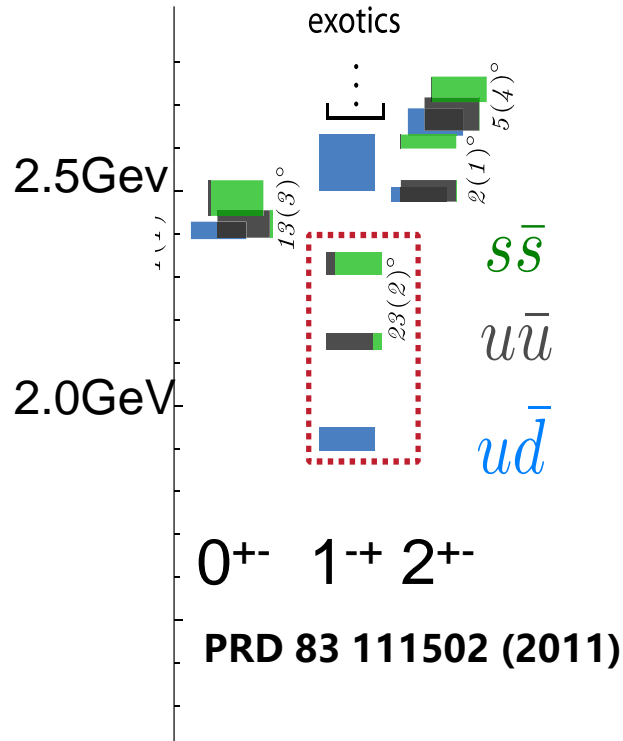 exotics
5(4)°
2.5Gev
2(1)°
13(3)°
ss̄
23(2)°
uū
2.0GeV
ud̄
0+- 1-+ 2+-
PRD 83 111502 (2011)